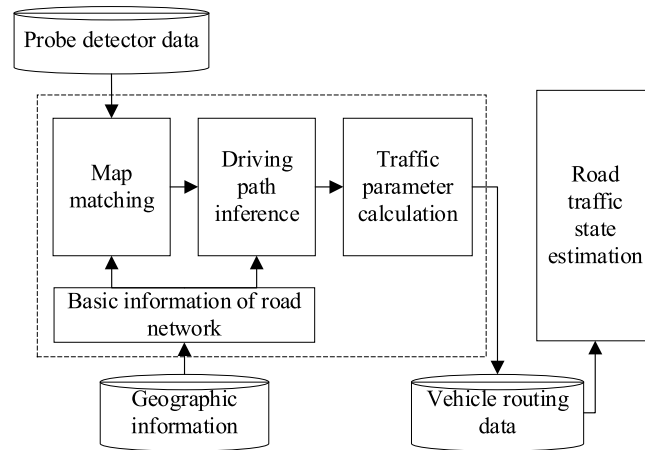 Probe detector data
Map
matching
Driving
path
inference
Traffic
parameter
calculation
Road
traffic
state
estimation
Basic information of road
network
Geographic
information
Vehicle routing
data